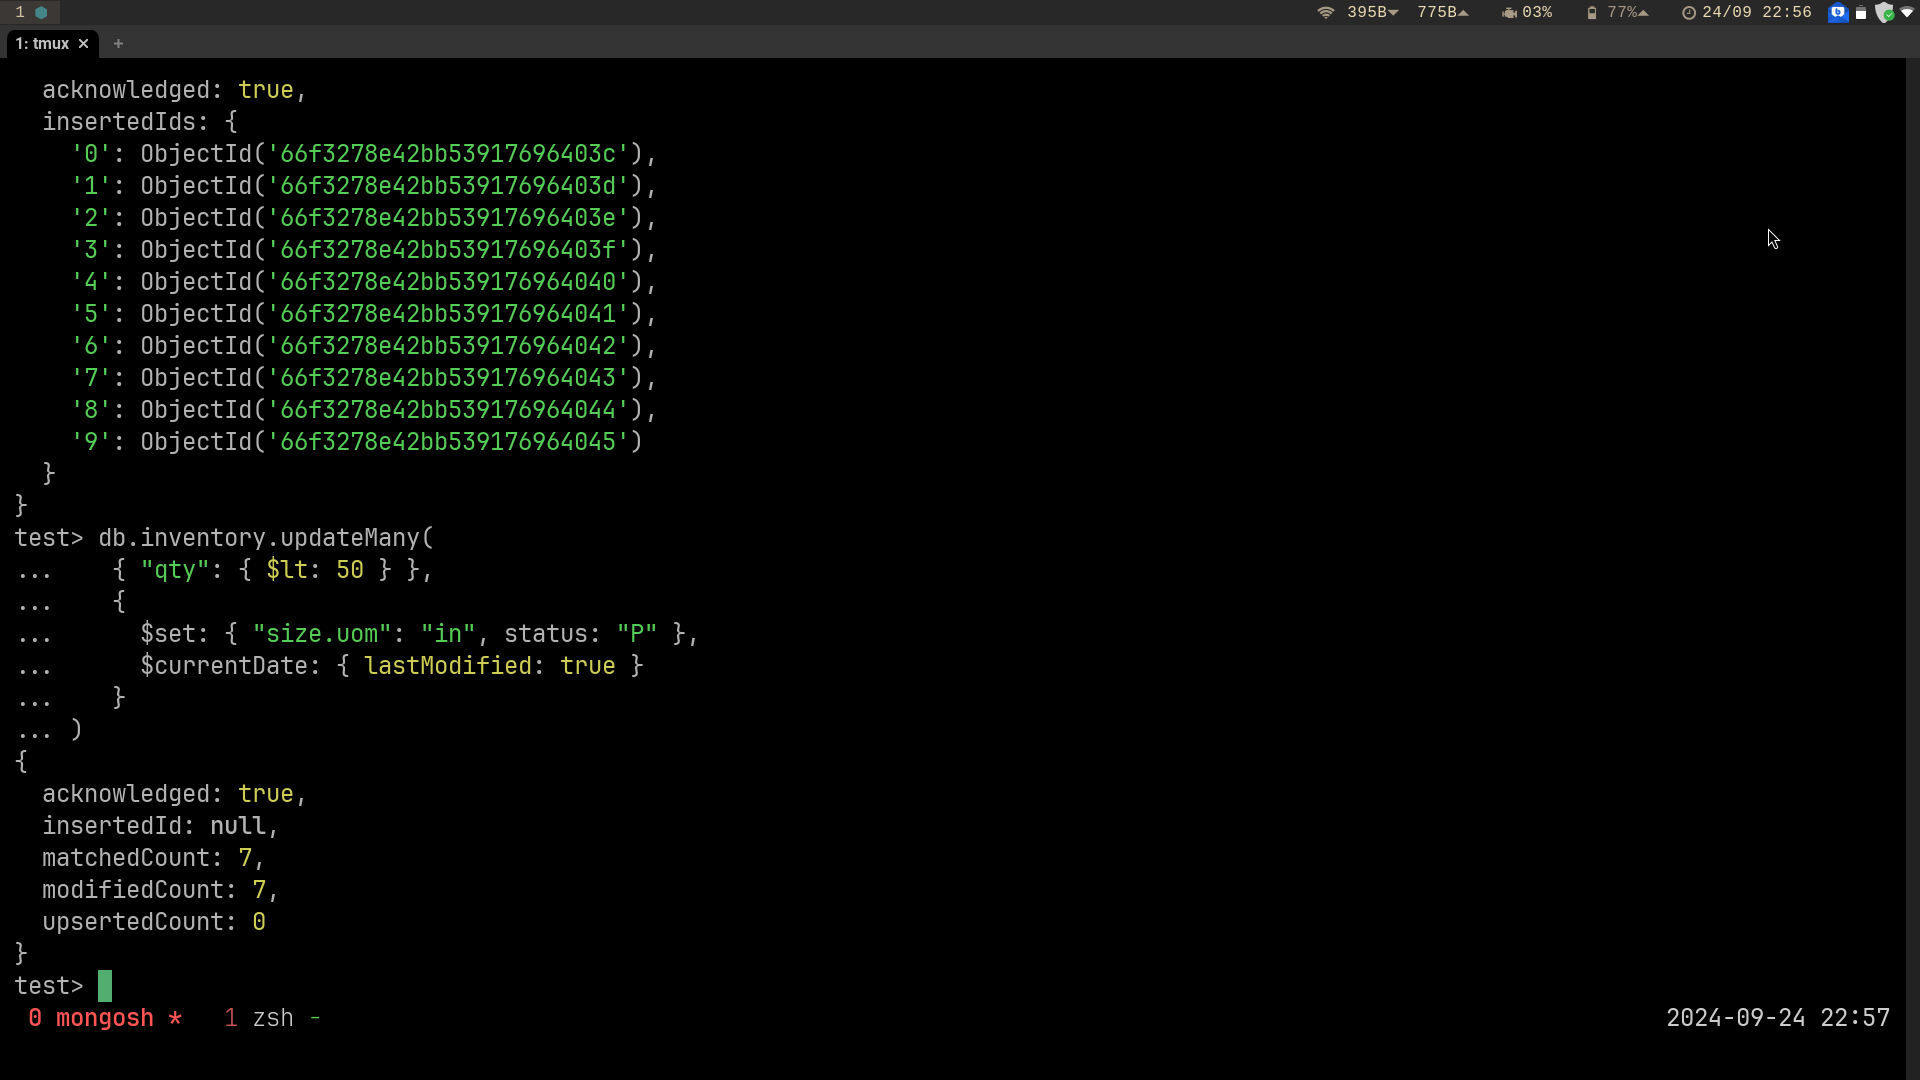 1
395B 775B 03% 77% 24/09 22:56
1: tmux × +
acknowledged: true,
insertedIds: {
'0': ObjectId('66f3278e42bb53917696403c'),
'1': ObjectId('66f3278e42bb53917696403d'),
'2': ObjectId('66f3278e42bb53917696403e'),
'3': ObjectId('66f3278e42bb53917696403f'),
'4': ObjectId('66f3278e42bb539176964040'),
'5': ObjectId('66f3278e42bb539176964041'),
'6': ObjectId('66f3278e42bb539176964042'),
'7': ObjectId('66f3278e42bb539176964043'),
'8': ObjectId('66f3278e42bb539176964044'),
'9': ObjectId('66f3278e42bb539176964045')
}
}
test> db.inventory.updateMany(
... { "qty": { $lt: 50 } },
... {
... $set: { "size.uom": "in", status: "P" },
... $currentDate: { lastModified: true }
... }
... )
{
acknowledged: true,
insertedId: null,
matchedCount: 7,
modifiedCount: 7,
upsertedCount: 0
}
test>
0 mongosh * 1 zsh - 2024-09-24 22:57